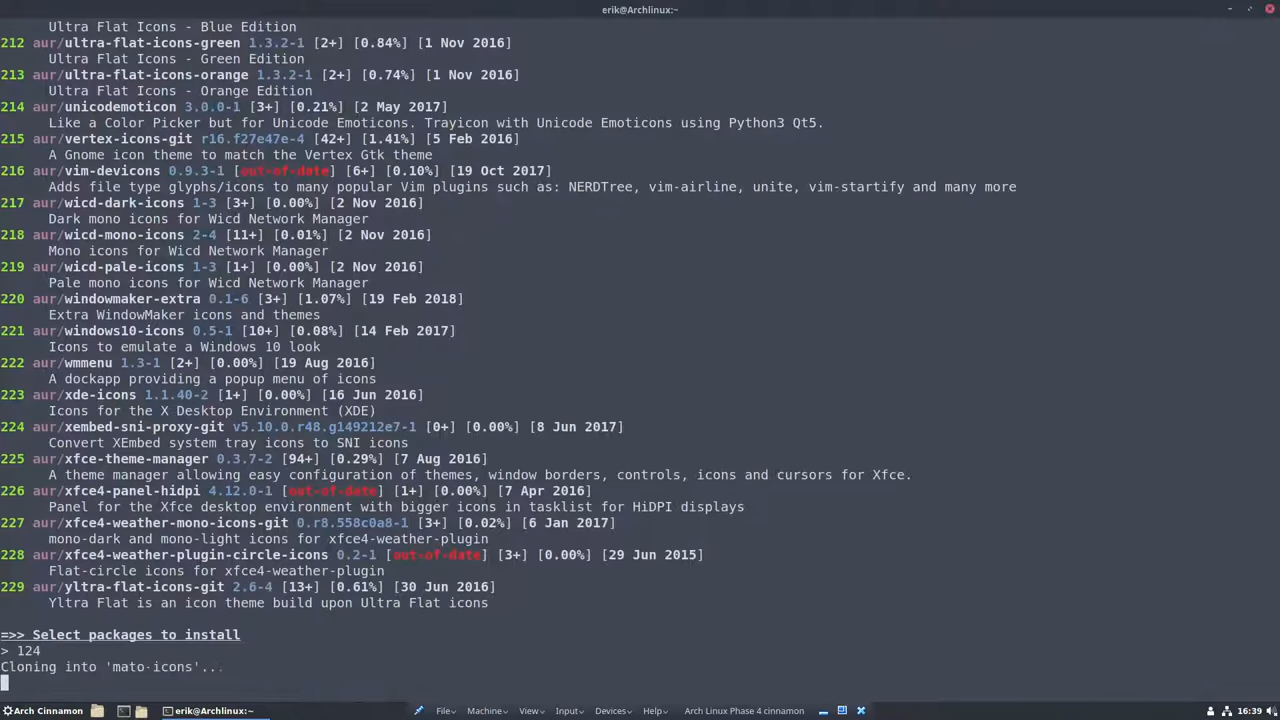 erik@Archlinux:~
Ultra Flat Icons - Blue Edition
212 aur/ultra-flat-icons-green 1.3.2-1 [2+] [0.84%] [1 Nov 2016]
Ultra Flat Icons - Green Edition
213 aur/ultra-flat-icons-orange 1.3.2-1 [2+] [0.74%] [1 Nov 2016]
Ultra Flat Icons - Orange Edition
214 aur/unicodemoticon 3.0.0-1 [3+] [0.21%] [2 May 2017]
Like a Color Picker but for Unicode Emoticons. Trayicon with Unicode Emoticons using Python3 Qt5.
215 aur/vertex-icons-git r16.f27e47e-4 [42+] [1.41%] [5 Feb 2016]
A Gnome icon theme to match the Vertex Gtk theme
216 aur/vim-devicons 0.9.3-1 [out-of-date] [6+] [0.10%] [19 Oct 2017]
Adds file type glyphs/icons to many popular Vim plugins such as: NERDTree, vim-airline, unite, vim-startify and many more
217 aur/wicd-dark-icons 1-3 [3+] [0.00%] [2 Nov 2016]
Dark mono icons for Wicd Network Manager
218 aur/wicd-mono-icons 2-4 [11+] [0.01%] [2 Nov 2016]
Mono icons for Wicd Network Manager
219 aur/wicd-pale-icons 1-3 [1+] [0.00%] [2 Nov 2016]
Pale mono icons for Wicd Network Manager
220 aur/windowmaker-extra 0.1-6 [3+] [1.07%] [19 Feb 2018]
Extra WindowMaker icons and themes
221 aur/windows10-icons 0.5-1 [10+] [0.08%] [14 Feb 2017]
Icons to emulate a Windows 10 look
222 aur/wmmenu 1.3-1 [2+] [0.00%] [19 Aug 2016]
A dockapp providing a popup menu of icons
223 aur/xde-icons 1.1.40-2 [1+] [0.00%] [16 Jun 2016]
Icons for the X Desktop Environment (XDE)
224 aur/xembed-sni-proxy-git v5.10.0.r48.g149212e7-1 [0+] [0.00%] [8 Jun 2017]
Convert XEmbed system tray icons to SNI icons
225 aur/xfce-theme-manager 0.3.7-2 [94+] [0.29%] [7 Aug 2016]
A theme manager allowing easy configuration of themes, window borders, controls, icons and cursors for Xfce.
226 aur/xfce4-panel-hidpi 4.12.0-1 [out-of-date] [1+] [0.00%] [7 Apr 2016]
Panel for the Xfce desktop environment with bigger icons in tasklist for HiDPI displays
227 aur/xfce4-weather-mono-icons-git 0.r8.558c0a8-1 [3+] [0.02%] [6 Jan 2017]
mono-dark and mono-light icons for xfce4-weather-plugin
228 aur/xfce4-weather-plugin-circle-icons 0.2-1 [out-of-date] [3+] [0.00%] [29 Jun 2015]
Flat-circle icons for xfce4-weather-plugin
229 aur/yltra-flat-icons-git 2.6-4 [13+] [0.61%] [30 Jun 2016]
Yltra Flat is an icon theme build upon Ultra Flat icons
=>> Select packages to install
> 124
Cloning into 'mato-icons'...
Arch Cinnamon erik@Archlinux:~ File Machine View Input Devices Help Arch Linux Phase 4 cinnamon 16:39